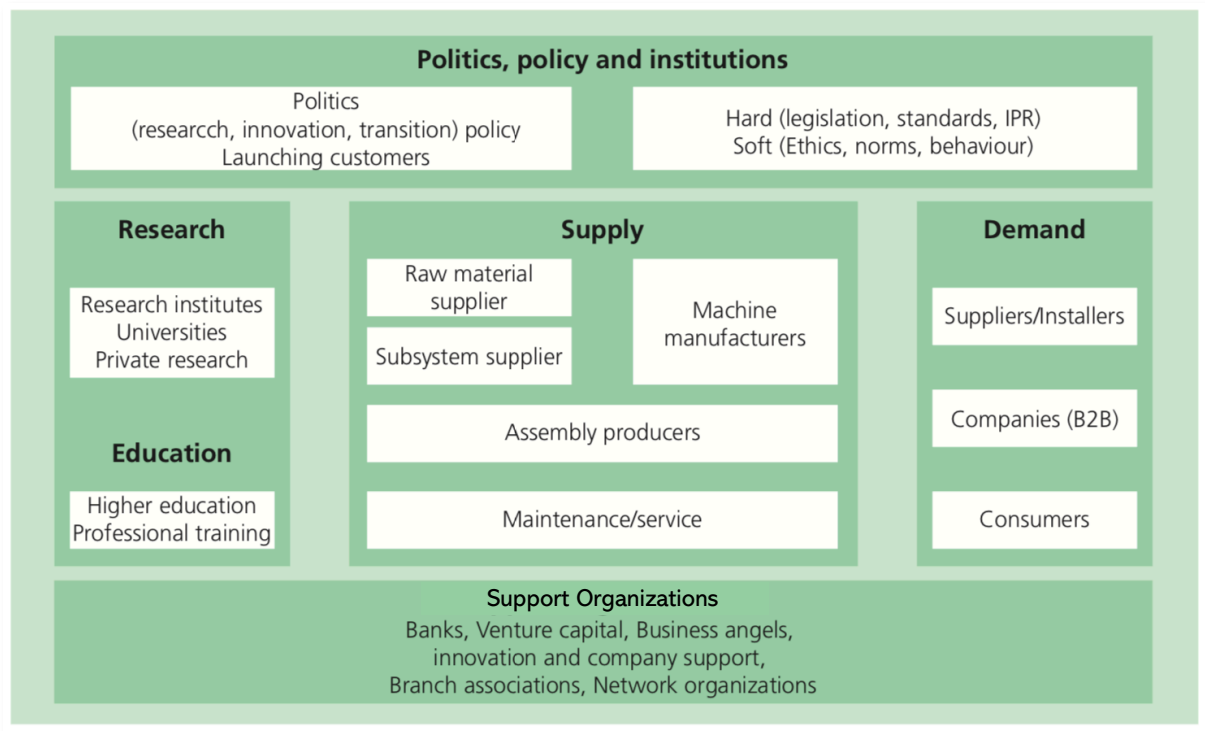 Politics, policy and institutions
Politics
(researcch, innovation, transition) policy
Launching customers
Hard (legislation, standards, IPR)
Soft (Ethics, norms, behaviour)
Research
Research institutes
Universities
Private research
Education
Higher education
Professional training
Supply
Raw material
supplier
Subsystem supplier
Machine
manufacturers
Assembly producers
Maintenance/service
Demand
Suppliers/Installers
Companies (B2B)
Consumers
Support Organizations
Banks, Venture capital, Business angels,
innovation and company support,
Branch associations, Network organizations